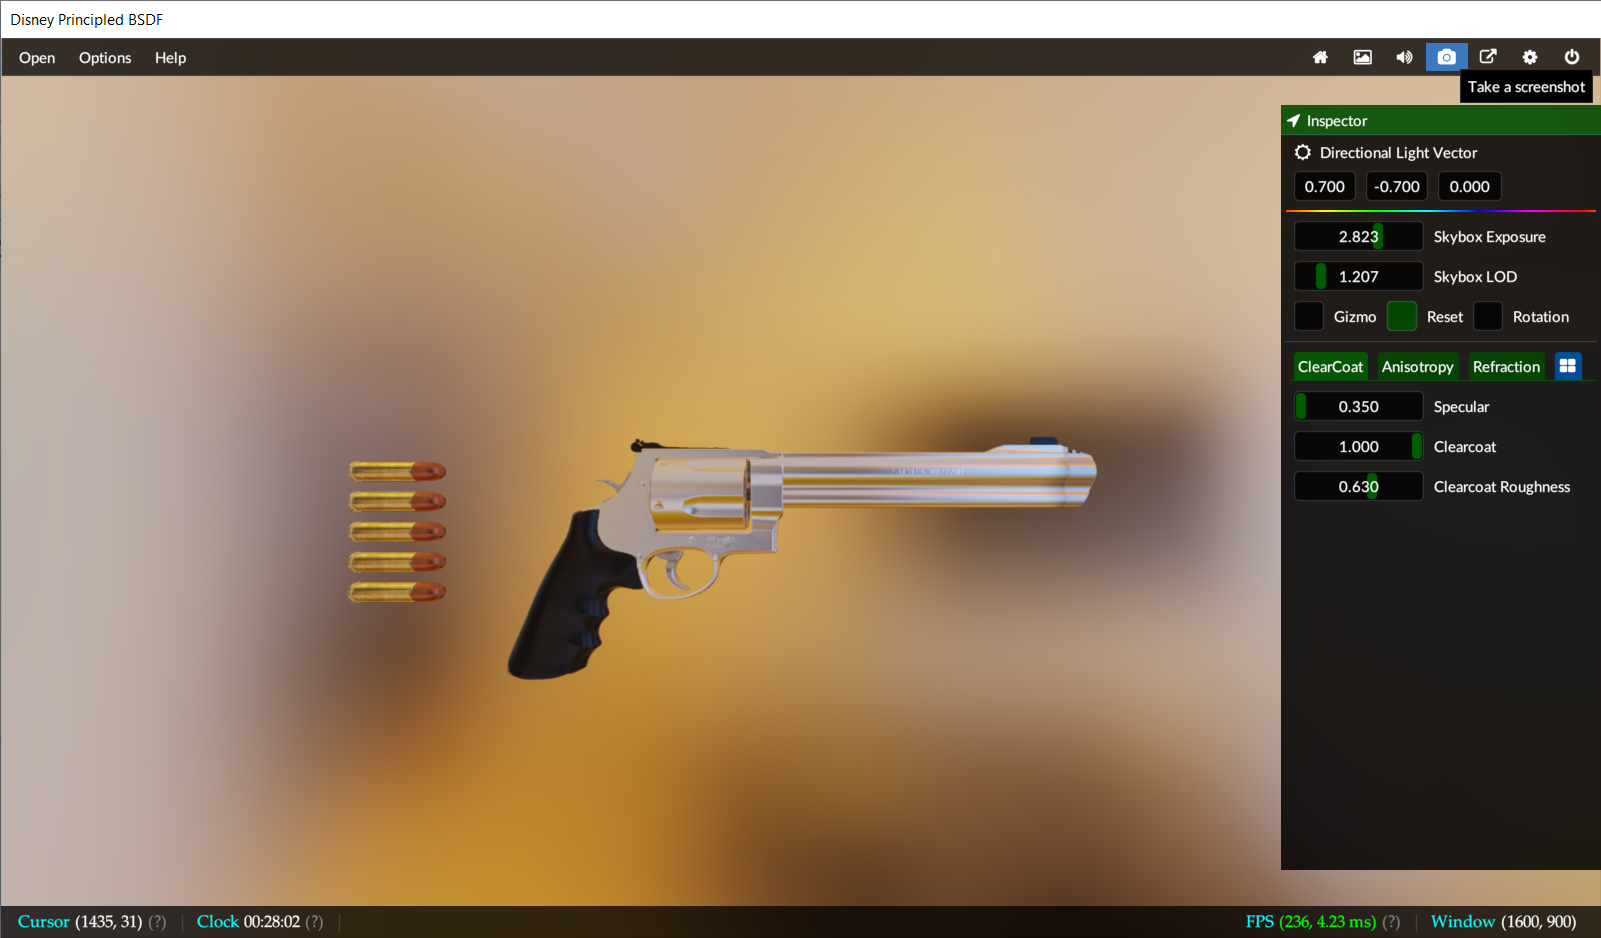 Disney Principled BSDF
Open Options Help
Take a screenshot
Inspector
Directional Light Vector
0.700 -0.700 0.000
2.823 Skybox Exposure
1.207 Skybox LOD
Gizmo Reset Rotation
ClearCoat Anisotropy Refraction
0.350 Specular
1.000 Clearcoat
0.630 Clearcoat Roughness
Cursor (1435, 31) (?) Clock 00:28:02 (?) FPS (236, 4.23 ms) (?) Window (1600, 900)